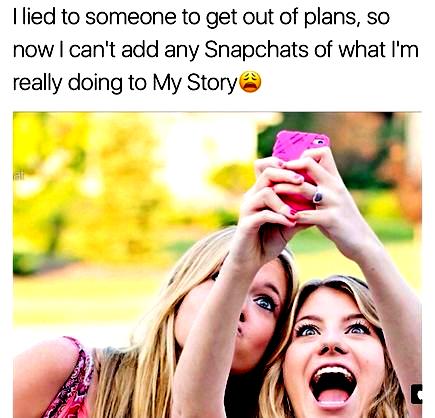 I lied to someone to get out of plans, so
now I can't add any Snapchats of what I'm
really doing to My Story😩